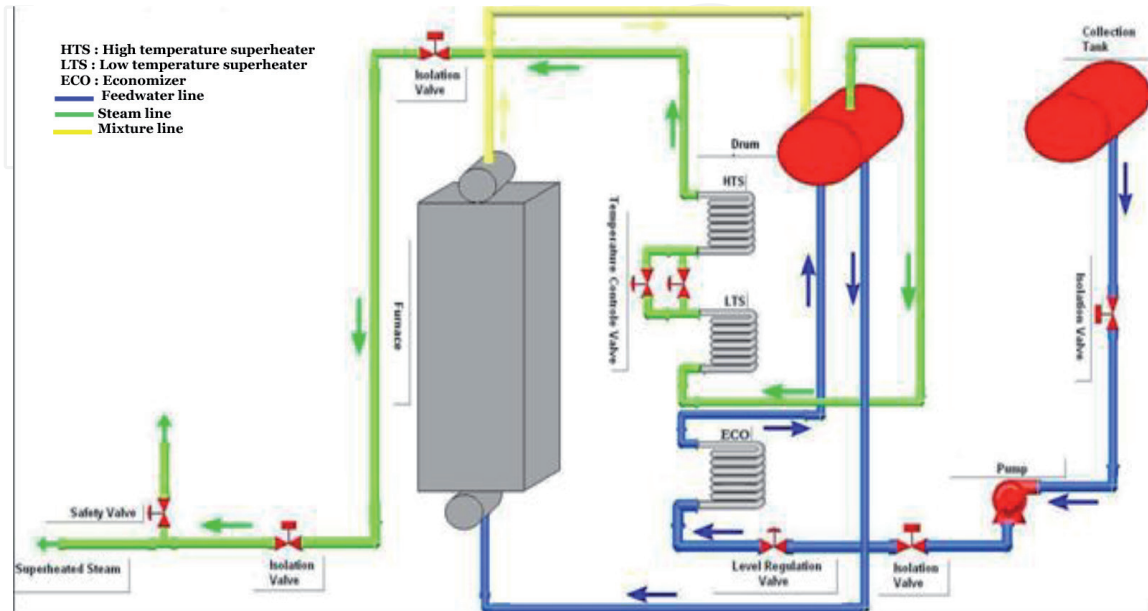 HTS : High temperature superheater
LTS : Low temperature superheater
ECO : Economizer
Feedwater line
Steam line
Mixture line
Isolation
Valve
Collection
Tank
Drum
HTS
Temperature Controle Valve
LTS
Furnace
Isolation Valve
ECO
Pump
Safety Valve
Superheated Steam
Isolation
Valve
Level Regulation
Valve
Isolation
Valve